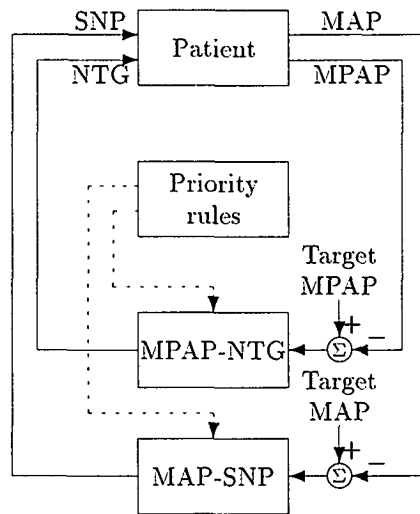 SNP
MAP
Patient
NTG
MPAP
Priority
rules
Target
MPAP
+
−
MPAP-NTG
Σ
Target
MAP
+
−
MAP-SNP
Σ